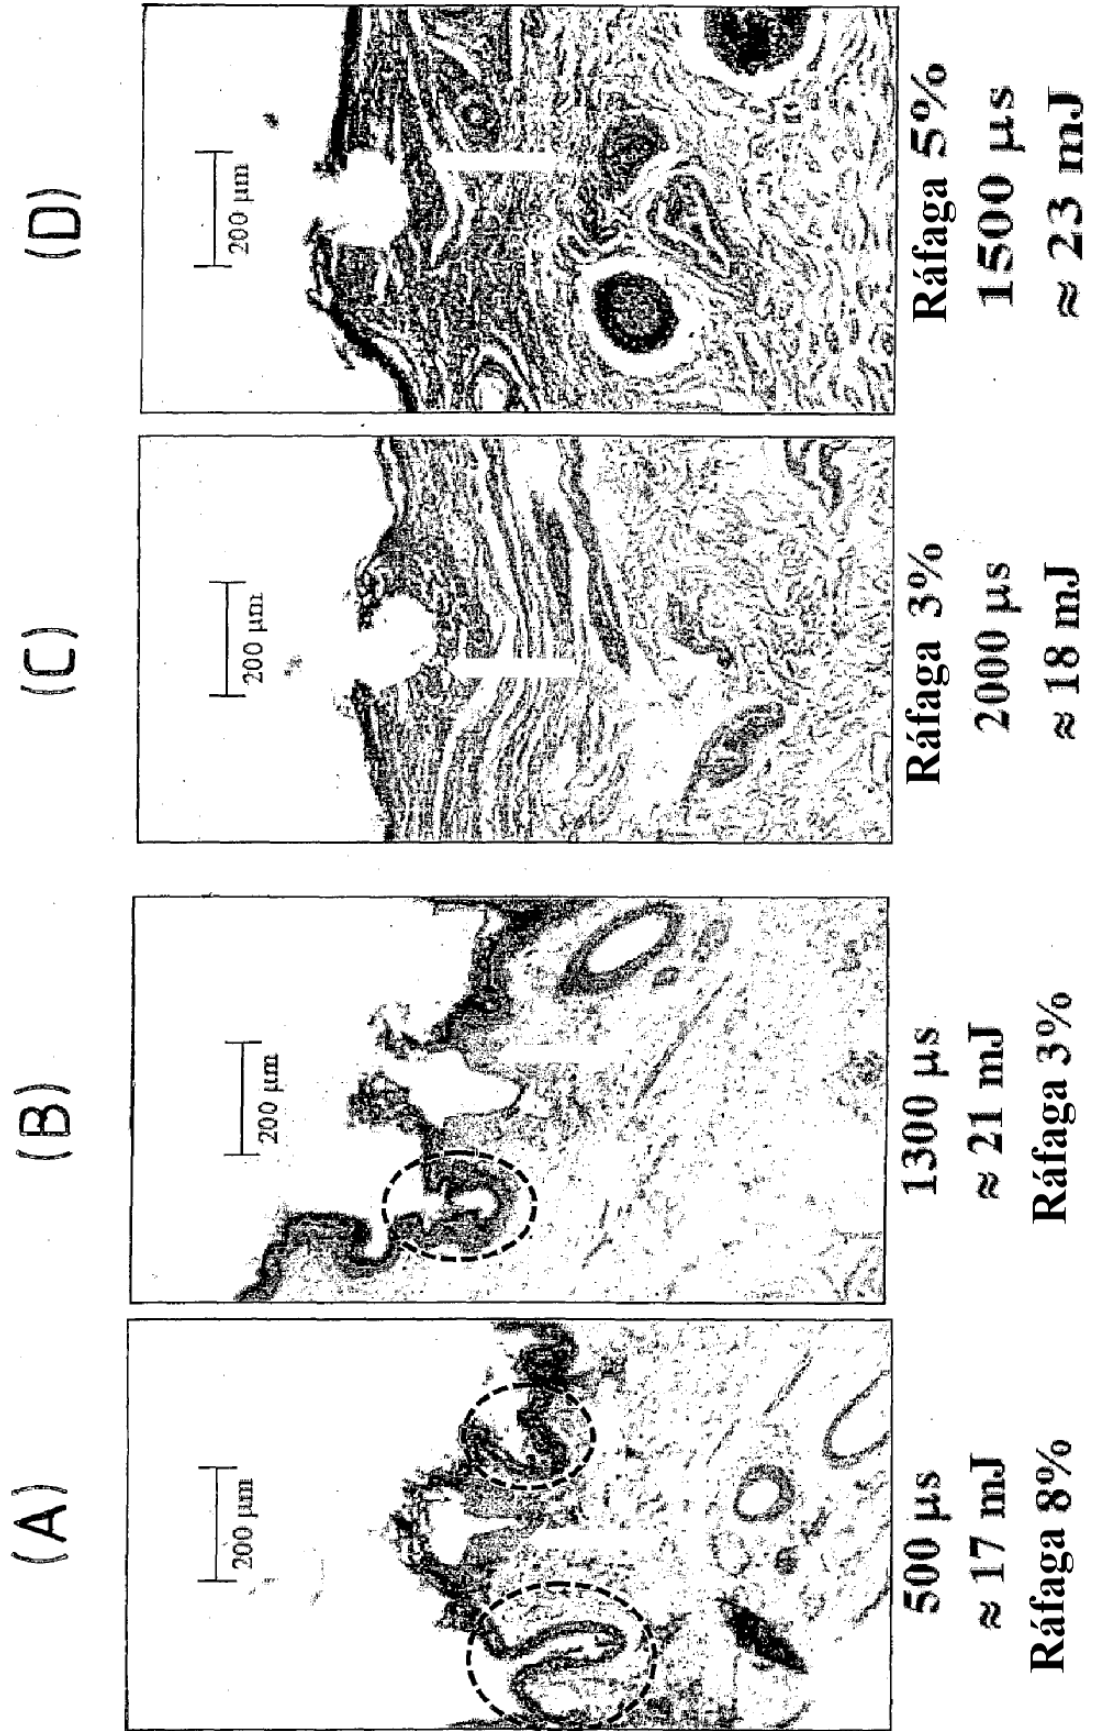 (A)
200 µm
500 µs
≈ 17 mJ
Ráfaga 8%
(B)
200 µm
1300 µs
≈ 21 mJ
Ráfaga 3%
(C)
200 µm
Ráfaga 3%
2000 µs
≈ 18 mJ
(D)
200 µm
Ráfaga 5%
1500 µs
≈ 23 mJ